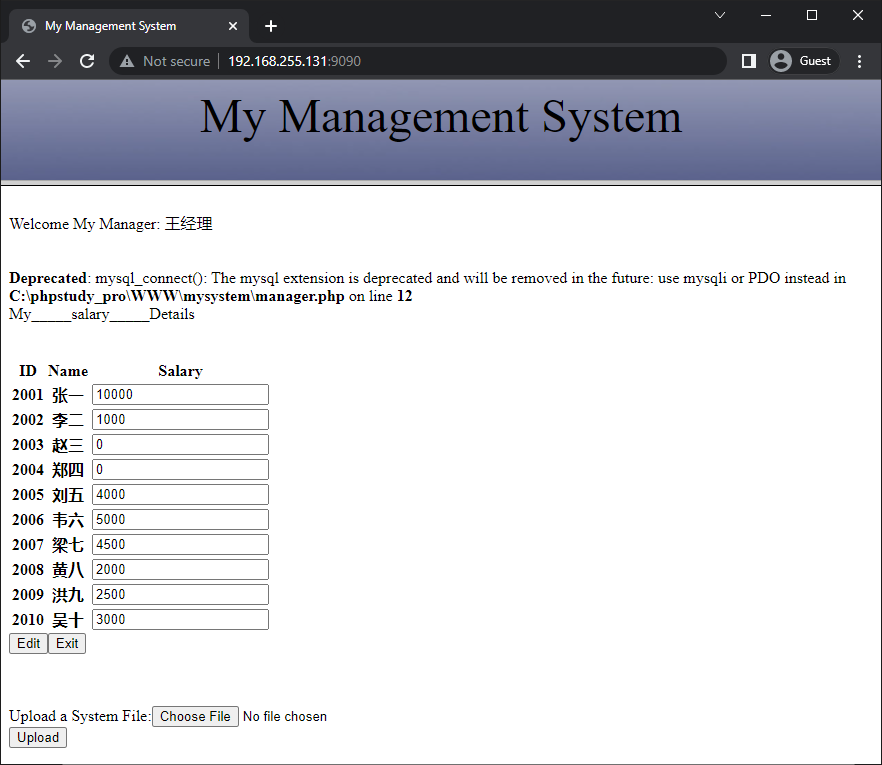 My Management System
Not secure 192.168.255.131:9090 Guest
My Management System
Welcome My Manager: 王经理
Deprecated: mysql_connect(): The mysql extension is deprecated and will be removed in the future: use mysqli or PDO instead in
C:\phpstudy_pro\WWW\mysystem\manager.php on line 12
My_____salary_____Details
ID Name Salary
2001 张一 10000
2002 李二 1000
2003 赵三 0
2004 郑四 0
2005 刘五 4000
2006 韦六 5000
2007 梁七 4500
2008 黄八 2000
2009 洪九 2500
2010 吴十 3000
Edit Exit
Upload a System File: Choose File No file chosen
Upload